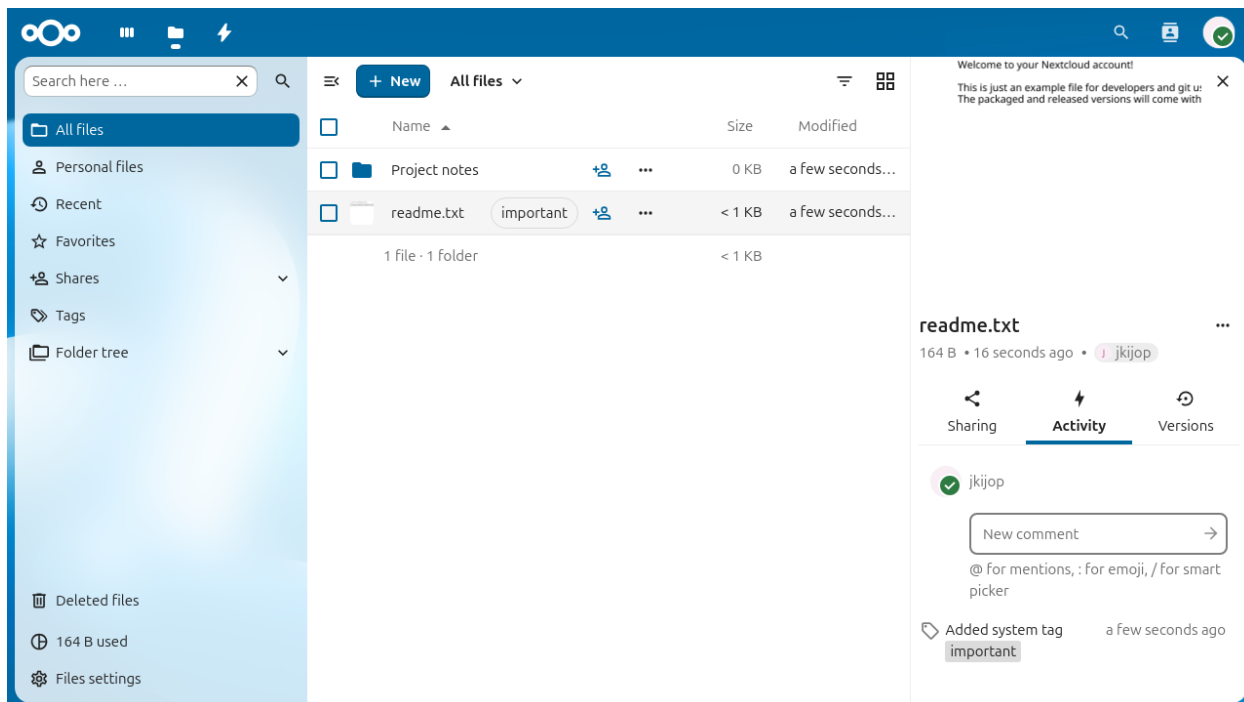 Search here ...
All files
Personal files
Recent
Favorites
Shares
Tags
Folder tree
Deleted files
164 B used
Files settings
+ New
All files
Name
Size
Modified
Project notes
0 KB
a few seconds…
readme.txt
important
< 1 KB
a few seconds…
1 file · 1 folder
< 1 KB
Welcome to your Nextcloud account!
This is just an example file for developers and git u
The packaged and released versions will come with
readme.txt
164 B • 16 seconds ago • J jkijop
Sharing
Activity
Versions
jkijop
New comment
@ for mentions, : for emoji, / for smart
picker
Added system tag
a few seconds ago
important